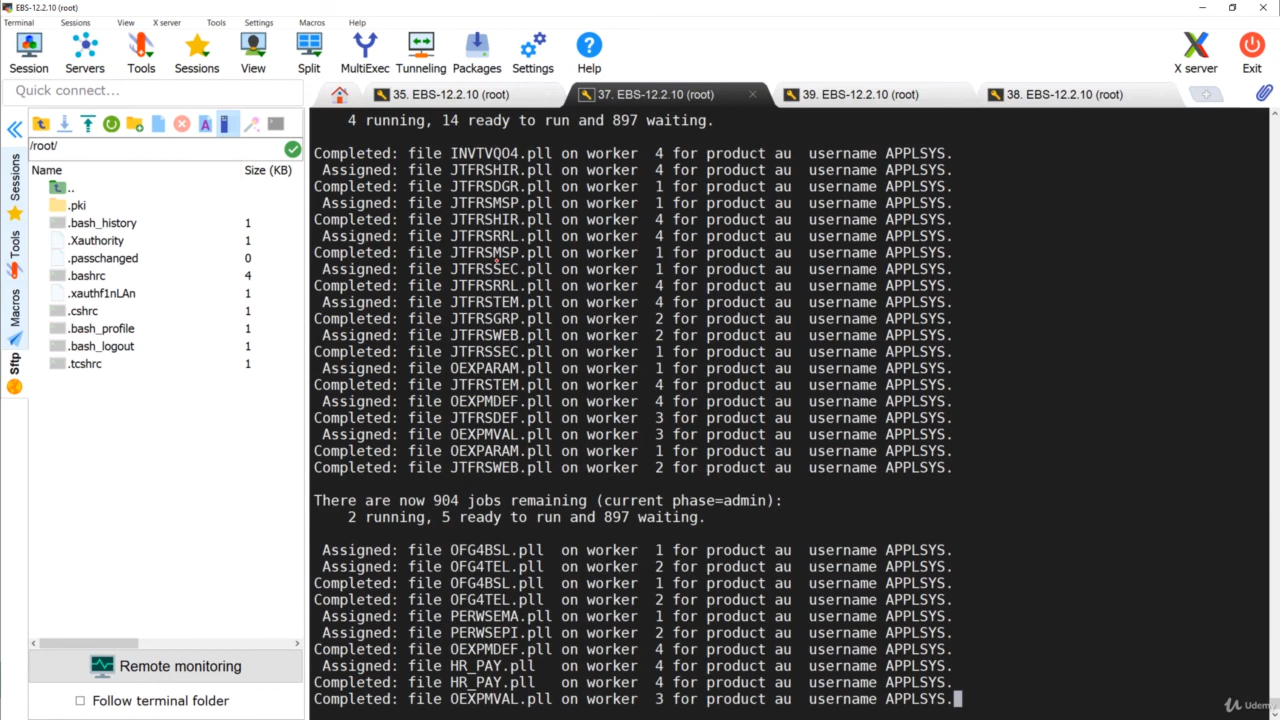 EBS-12.2.10 (root)
Terminal Sessions View X server Tools Settings Macros Help
Session Servers Tools Sessions View Split MultiExec Tunneling Packages Settings Help X server Exit
Quick connect...
35. EBS-12.2.10 (root) 37. EBS-12.2.10 (root) 39. EBS-12.2.10 (root) 38. EBS-12.2.10 (root)
/root/
Name Size (KB)
..
.pki
.bash_history 1
.Xauthority 1
.passchanged 0
.bashrc 4
.xauthf1nLAn 1
.cshrc 1
.bash_profile 1
.bash_logout 1
.tcshrc 1
Sessions
Tools
Macros
Sftp
Remote monitoring
Follow terminal folder
4 running, 14 ready to run and 897 waiting.
Completed: file INVTVQO4.pll on worker 4 for product au username APPLSYS.
Assigned: file JTFRSHIR.pll on worker 4 for product au username APPLSYS.
Completed: file JTFRSDGR.pll on worker 1 for product au username APPLSYS.
Assigned: file JTFRSMSP.pll on worker 1 for product au username APPLSYS.
Completed: file JTFRSHIR.pll on worker 4 for product au username APPLSYS.
Assigned: file JTFRSRRL.pll on worker 4 for product au username APPLSYS.
Completed: file JTFRSMSP.pll on worker 1 for product au username APPLSYS.
Assigned: file JTFRSSEC.pll on worker 1 for product au username APPLSYS.
Completed: file JTFRSRRL.pll on worker 4 for product au username APPLSYS.
Assigned: file JTFRSTEM.pll on worker 4 for product au username APPLSYS.
Completed: file JTFRSGRP.pll on worker 2 for product au username APPLSYS.
Assigned: file JTFRSWEB.pll on worker 2 for product au username APPLSYS.
Completed: file JTFRSSEC.pll on worker 1 for product au username APPLSYS.
Assigned: file OEXPARAM.pll on worker 1 for product au username APPLSYS.
Completed: file JTFRSTEM.pll on worker 4 for product au username APPLSYS.
Assigned: file OEXPMDEF.pll on worker 4 for product au username APPLSYS.
Completed: file JTFRSDEF.pll on worker 3 for product au username APPLSYS.
Assigned: file OEXPMVAL.pll on worker 3 for product au username APPLSYS.
Completed: file OEXPARAM.pll on worker 1 for product au username APPLSYS.
Completed: file JTFRSWEB.pll on worker 2 for product au username APPLSYS.
There are now 904 jobs remaining (current phase=admin):
2 running, 5 ready to run and 897 waiting.
Assigned: file OFG4BSL.pll on worker 1 for product au username APPLSYS.
Assigned: file OFG4TEL.pll on worker 2 for product au username APPLSYS.
Completed: file OFG4BSL.pll on worker 1 for product au username APPLSYS.
Completed: file OFG4TEL.pll on worker 2 for product au username APPLSYS.
Assigned: file PERWSEMA.pll on worker 1 for product au username APPLSYS.
Assigned: file PERWSEPI.pll on worker 2 for product au username APPLSYS.
Completed: file OEXPMDEF.pll on worker 4 for product au username APPLSYS.
Assigned: file HR_PAY.pll on worker 4 for product au username APPLSYS.
Completed: file HR_PAY.pll on worker 4 for product au username APPLSYS.
Completed: file OEXPMVAL.pll on worker 3 for product au username APPLSYS.
Udemy